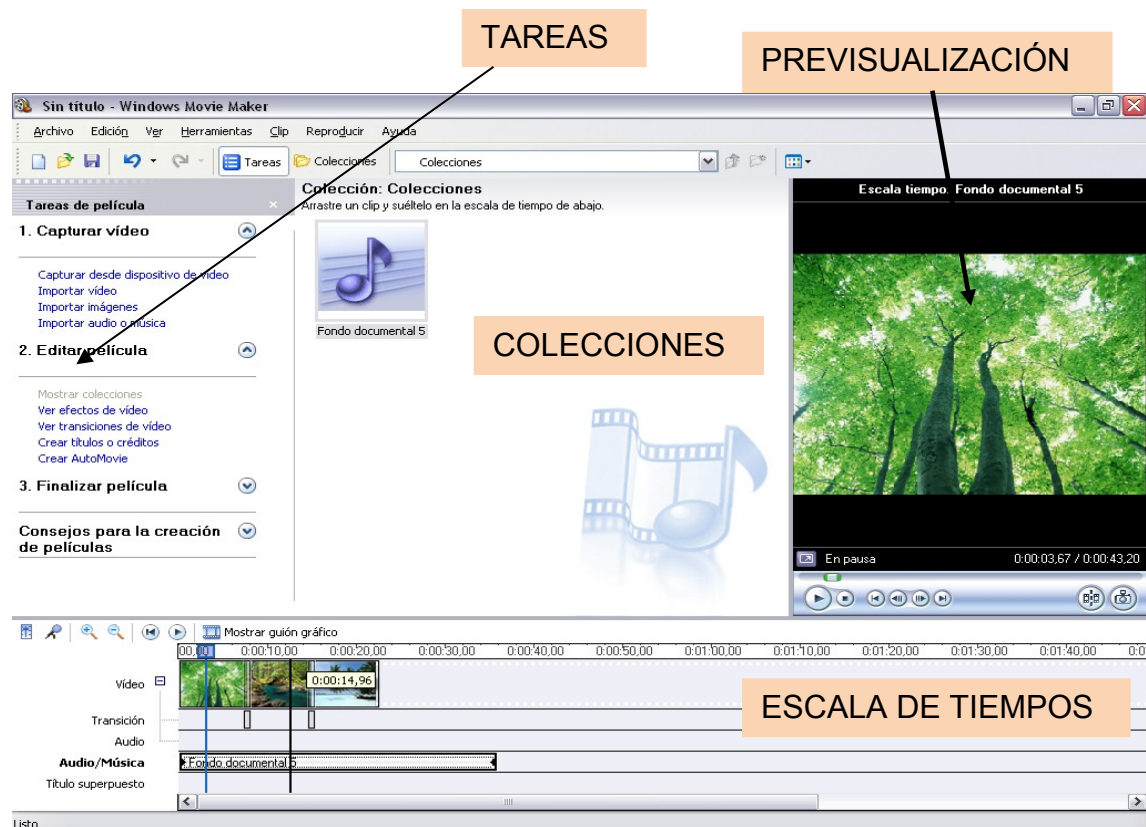 TAREAS
PREVISUALIZACIÓN
Sin título - Windows Movie Maker
Archivo Edición Ver Herramientas Clip Reproducir Ayuda
Tareas Colecciones Colecciones
Tareas de película
Colección: Colecciones
Arrastre un clip y suéltelo en la escala de tiempo de abajo.
Escala tiempo: Fondo documental 5
1. Capturar vídeo
Capturar desde dispositivo de vídeo
Importar vídeo
Importar imágenes
Importar audio o música
Fondo documental 5
COLECCIONES
2. Editar película
Mostrar colecciones
Ver efectos de vídeo
Ver transiciones de vídeo
Crear títulos o créditos
Crear AutoMovie
3. Finalizar película
Consejos para la creación
de películas
En pausa 0:00:03,67 / 0:00:43,20
Mostrar guión gráfico
00,00 0:00:10,00 0:00:20,00 0:00:30,00 0:00:40,00 0:00:50,00 0:01:00,00 0:01:10,00 0:01:20,00 0:01:30,00 0:01:40,00 0:0
Vídeo
0:00:14,96
ESCALA DE TIEMPOS
Transición
Audio
Audio/Música
Fondo documental 5
Título superpuesto
Listo